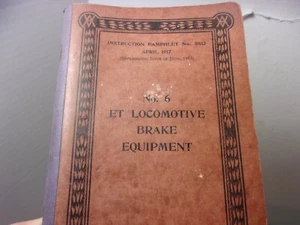 INSTRUCTION PAMPHLET No. 5032
APRIL, 1917
No. 6
ET LOCOMOTIVE
BRAKE
EQUIPMENT